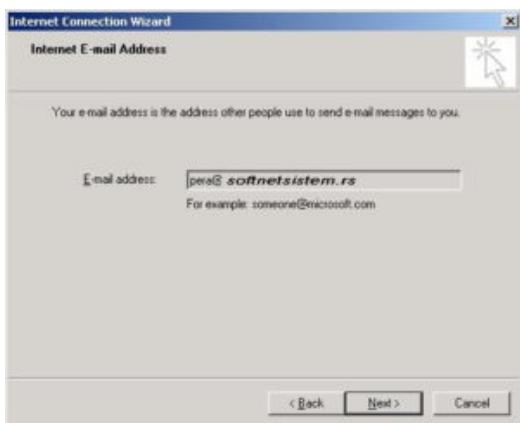 Internet Connection Wizard
Internet E-mail Address
Your e-mail address is the address other people use to send e-mail messages to you.
E-mail address: pera@ softnetsistem.rs
For example: someone@microsoft.com
< Back Next > Cancel